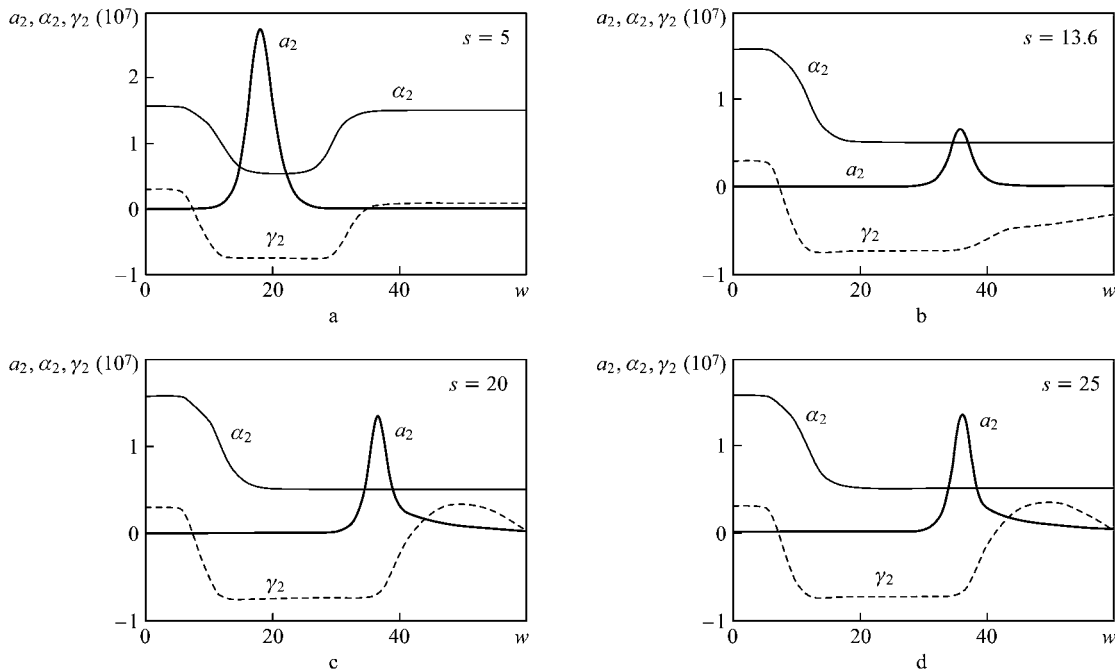 a₂, α₂, γ₂ (10⁷)
s = 5
a₂
2
α₂
1
0
γ₂
−1
0 20 40 w
a
a₂, α₂, γ₂ (10⁷)
s = 13.6
α₂
1
a₂
0
γ₂
−1
0 20 40 w
b
a₂, α₂, γ₂ (10⁷)
s = 20
α₂ a₂
1
0
γ₂
−1
0 20 40 w
c
a₂, α₂, γ₂ (10⁷)
s = 25
α₂ a₂
1
0
γ₂
−1
0 20 40 w
d